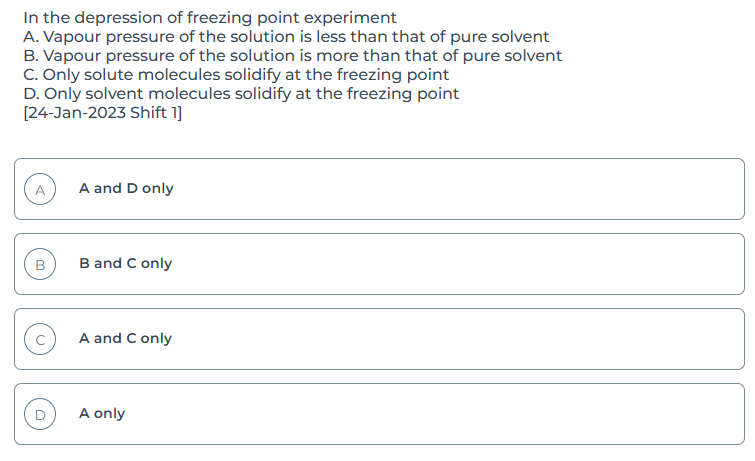 In the depression of freezing point experiment
A. Vapour pressure of the solution is less than that of pure solvent
B. Vapour pressure of the solution is more than that of pure solvent
C. Only solute molecules solidify at the freezing point
D. Only solvent molecules solidify at the freezing point
[24-Jan-2023 Shift 1]
A A and D only
B B and C only
C A and C only
D A only